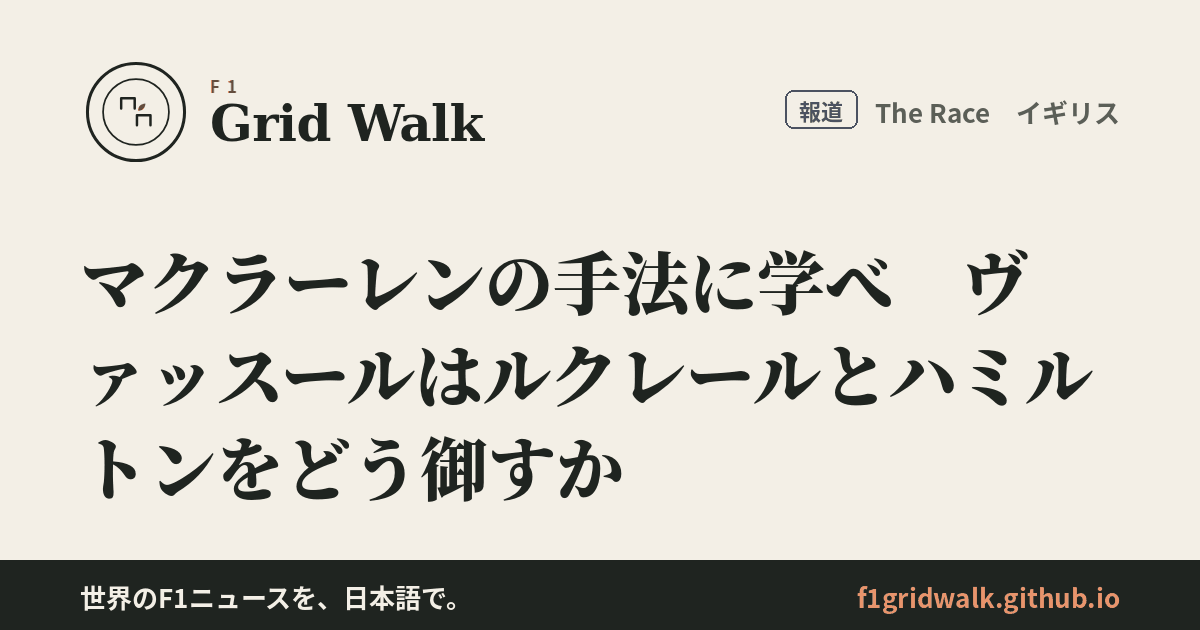 F1
Grid Walk
報道 The Race　イギリス
マクラーレンの手法に学べ　ヴ
ァッスールはルクレールとハミル
トンをどう御すか
世界のF1ニュースを、日本語で。
f1gridwalk.github.io